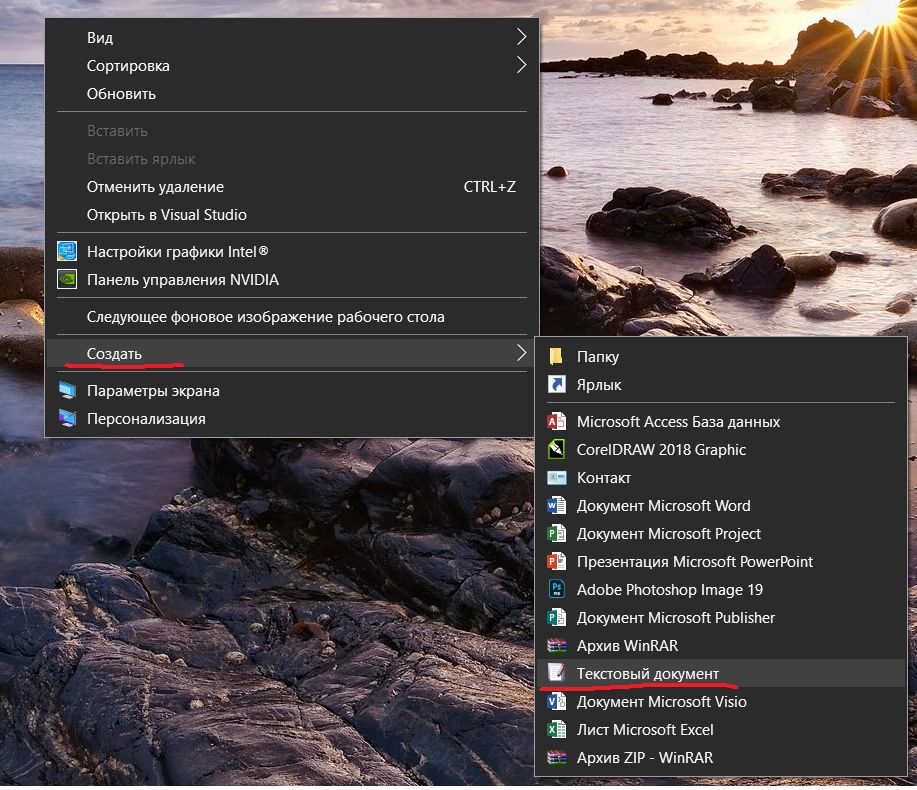 Вид
Сортировка
Обновить
Вставить
Вставить ярлык
Отменить удаление CTRL+Z
Открыть в Visual Studio
Настройки графики Intel®
Панель управления NVIDIA
Следующее фоновое изображение рабочего стола
Создать
Параметры экрана
Персонализация
Папку
Ярлык
Microsoft Access База данных
CorelDRAW 2018 Graphic
Контакт
Документ Microsoft Word
Документ Microsoft Project
Презентация Microsoft PowerPoint
Adobe Photoshop Image 19
Документ Microsoft Publisher
Архив WinRAR
Текстовый документ
Документ Microsoft Visio
Лист Microsoft Excel
Архив ZIP - WinRAR